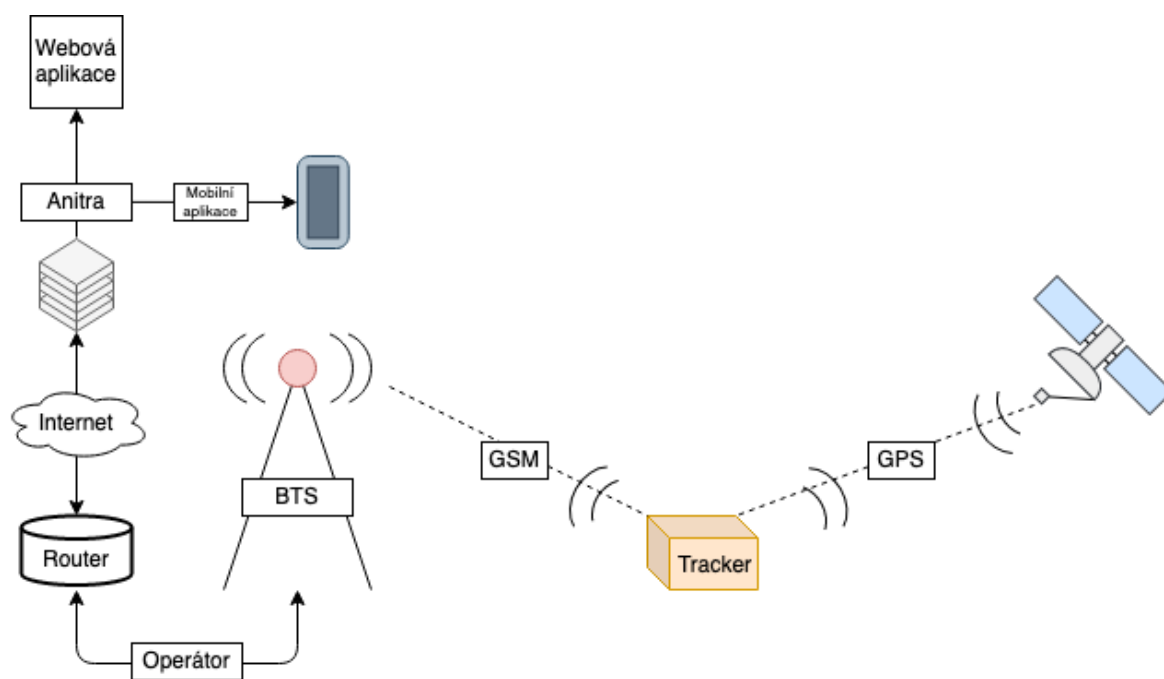 Webová
aplikace
Anitra
Mobilní
aplikace
Internet
GSM
GPS
BTS
Router
Tracker
Operátor